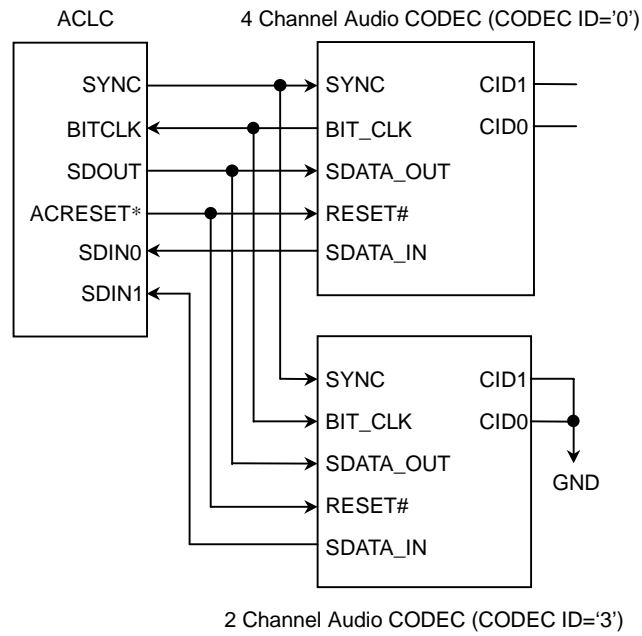 ACLC
4 Channel Audio CODEC (CODEC ID='0')
SYNC
BITCLK
SDOUT
ACRESET*
SDIN0
SDIN1
SYNC
BIT_CLK
SDATA_OUT
RESET#
SDATA_IN
CID1
CID0
SYNC
BIT_CLK
SDATA_OUT
RESET#
SDATA_IN
CID1
CID0
GND
2 Channel Audio CODEC (CODEC ID=‘3’)